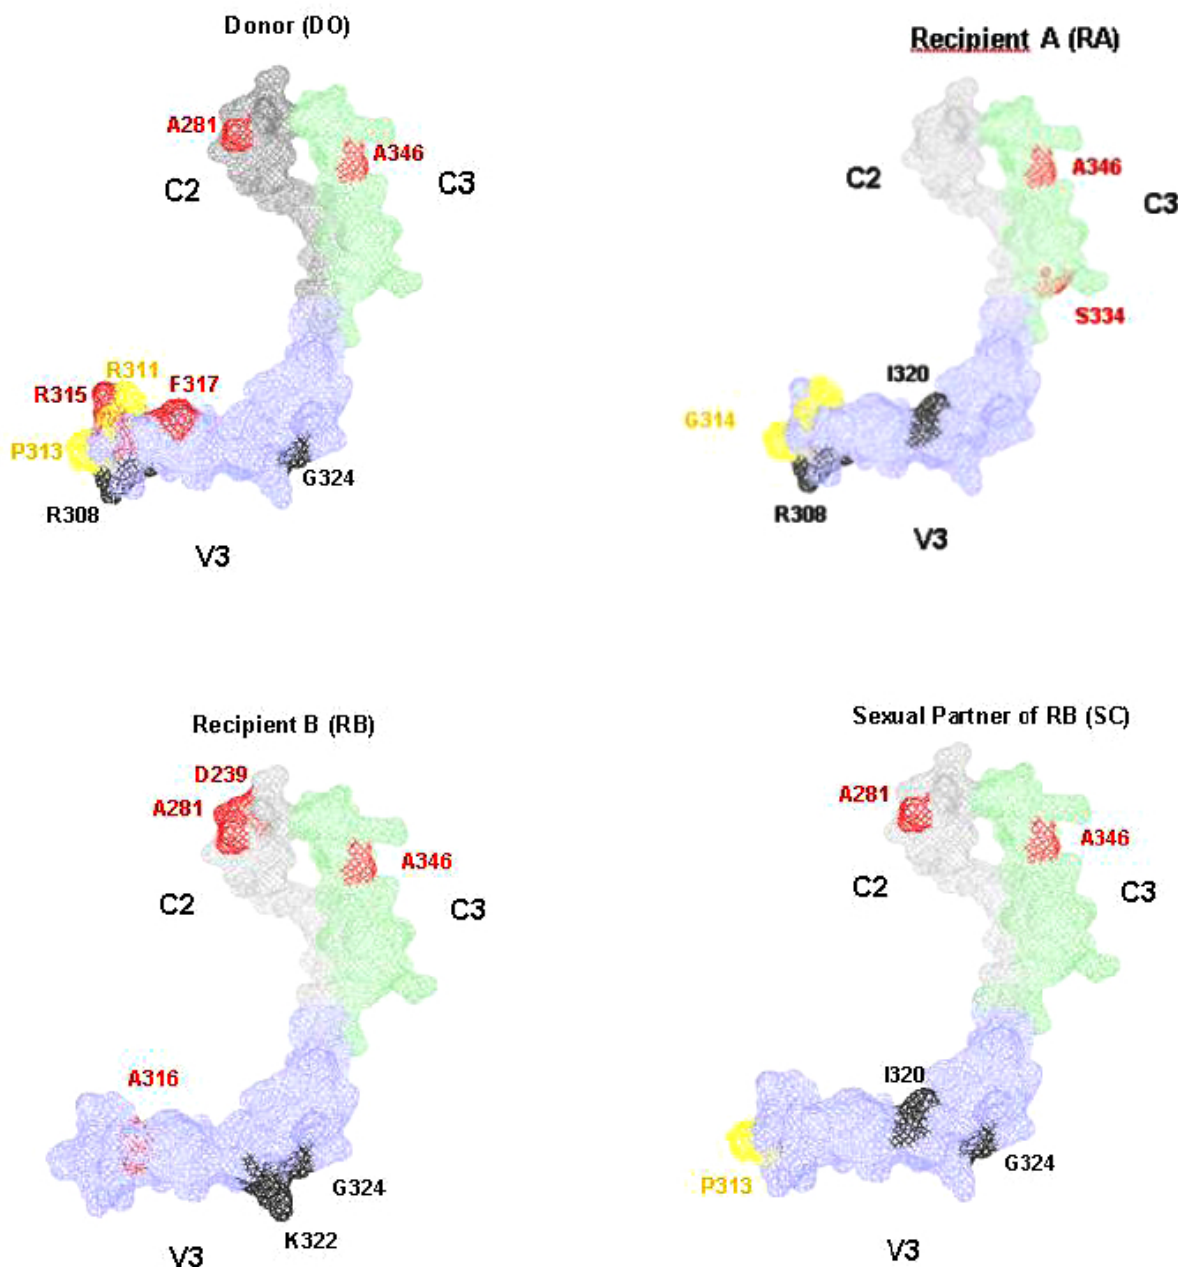 Donor (DO)
A281
A346
C2
C3
R311
R315
F317
P313
G324
R308
V3
Recipient A (RA)
A346
C2
C3
S334
I320
G314
R308
V3
Recipient B (RB)
D239
A281
A346
C2
C3
A316
G324
K322
V3
Sexual Partner of RB (SC)
A281
A346
C2
C3
I320
G324
P313
V3